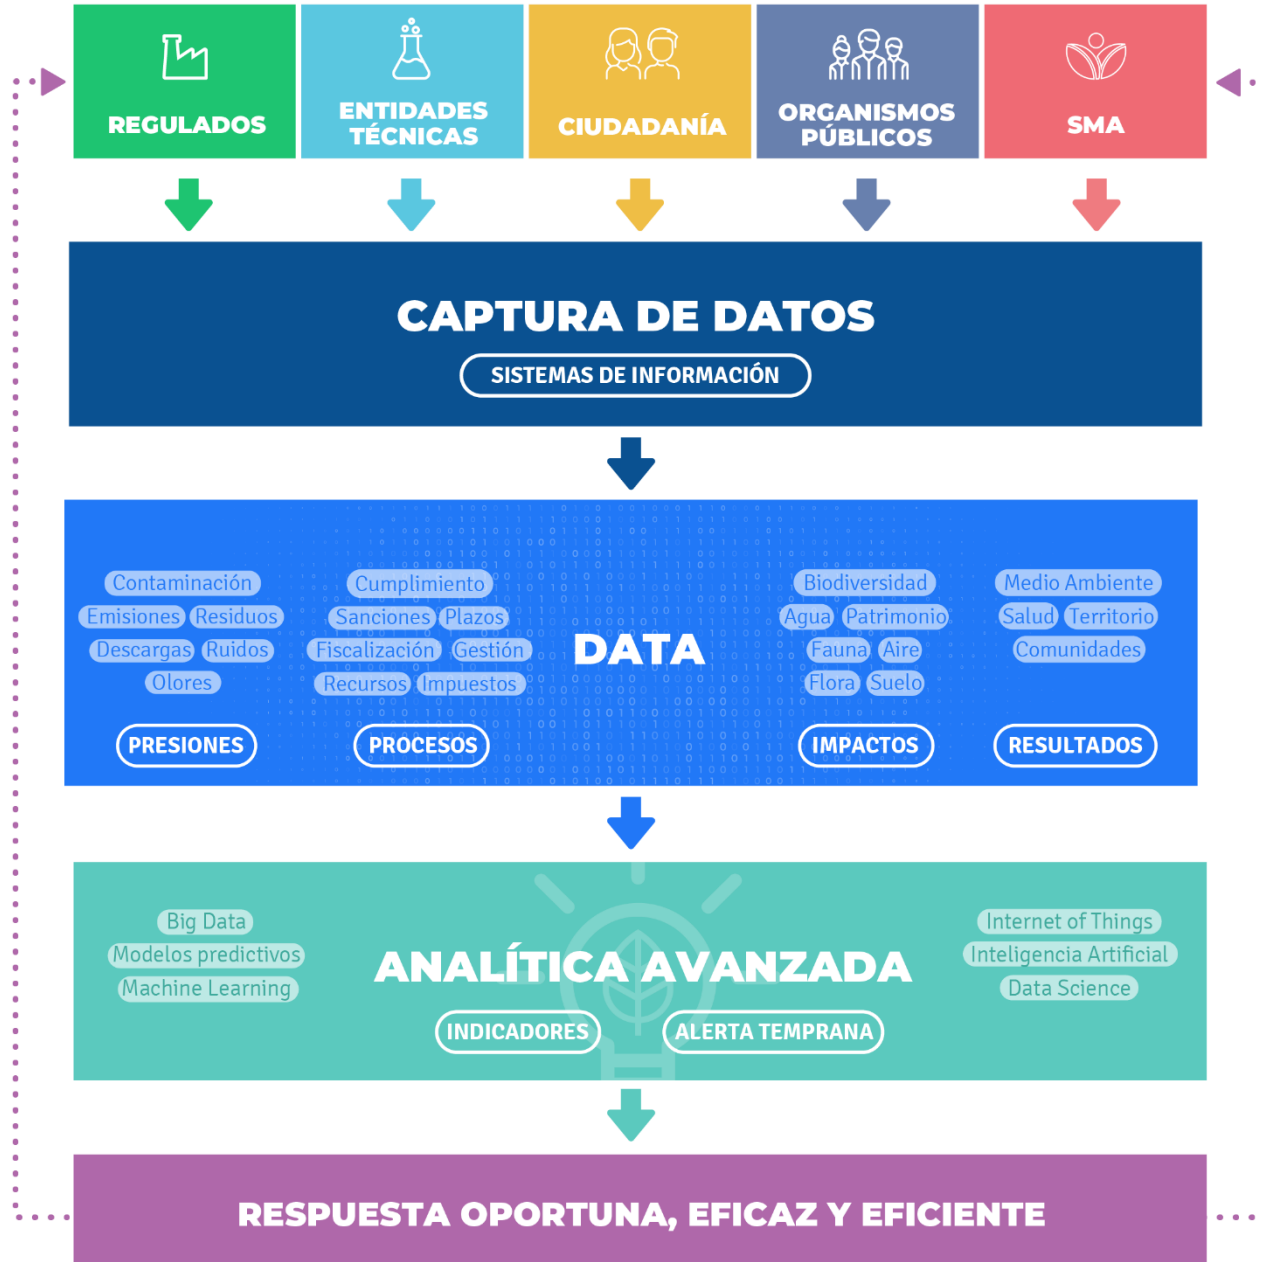 REGULADOS
ENTIDADES
TÉCNICAS
CIUDADANÍA
ORGANISMOS
PÚBLICOS
SMA
CAPTURA DE DATOS
SISTEMAS DE INFORMACIÓN
Contaminación
Emisiones Residuos
Descargas Ruidos
Olores
PRESIONES
Cumplimiento
Sanciones Plazos
Fiscalización Gestión
Recursos Impuestos
PROCESOS
DATA
Biodiversidad
Agua Patrimonio
Fauna Aire
Flora Suelo
IMPACTOS
Medio Ambiente
Salud Territorio
Comunidades
RESULTADOS
Big Data
Modelos predictivos
Machine Learning
ANALÍTICA AVANZADA
INDICADORES ALERTA TEMPRANA
Internet of Things
Inteligencia Artificial
Data Science
RESPUESTA OPORTUNA, EFICAZ Y EFICIENTE